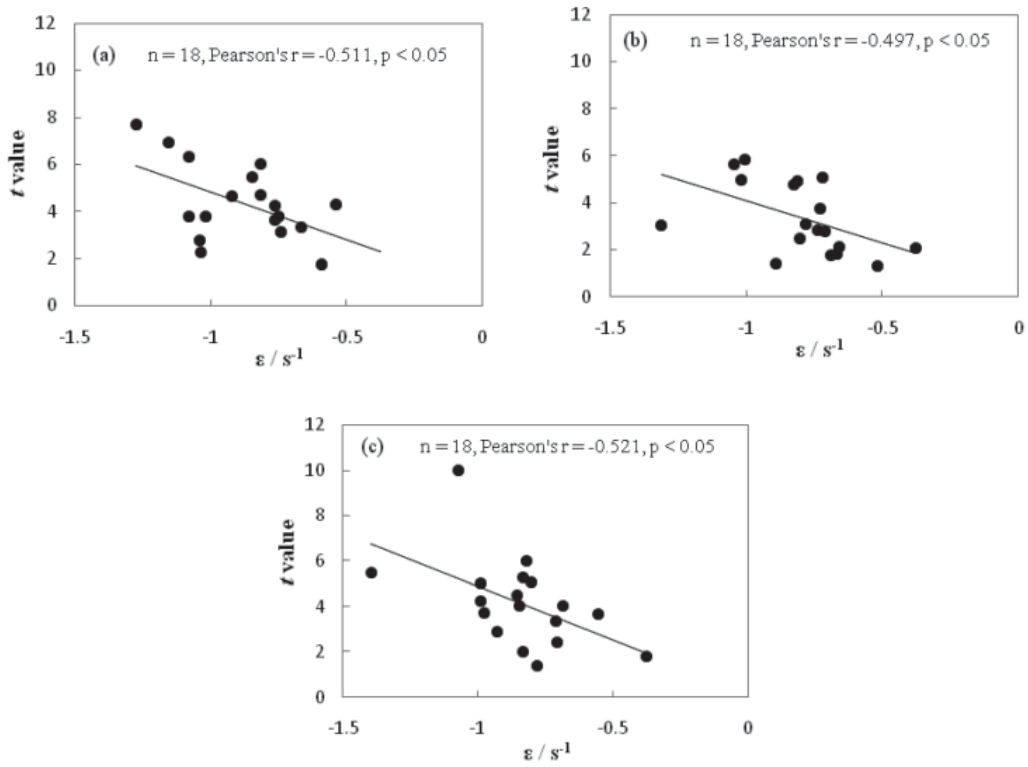 (a) n = 18, Pearson's r = -0.511, p < 0.05
12
10
8
6
4
2
0
t value
-1.5 -1 -0.5 0
ε / s⁻¹
(b) n = 18, Pearson's r = -0.497, p < 0.05
12
10
8
6
4
2
0
t value
-1.5 -1 -0.5 0
ε / s⁻¹
(c) n = 18, Pearson's r = -0.521, p < 0.05
12
10
8
6
4
2
0
t value
-1.5 -1 -0.5 0
ε / s⁻¹